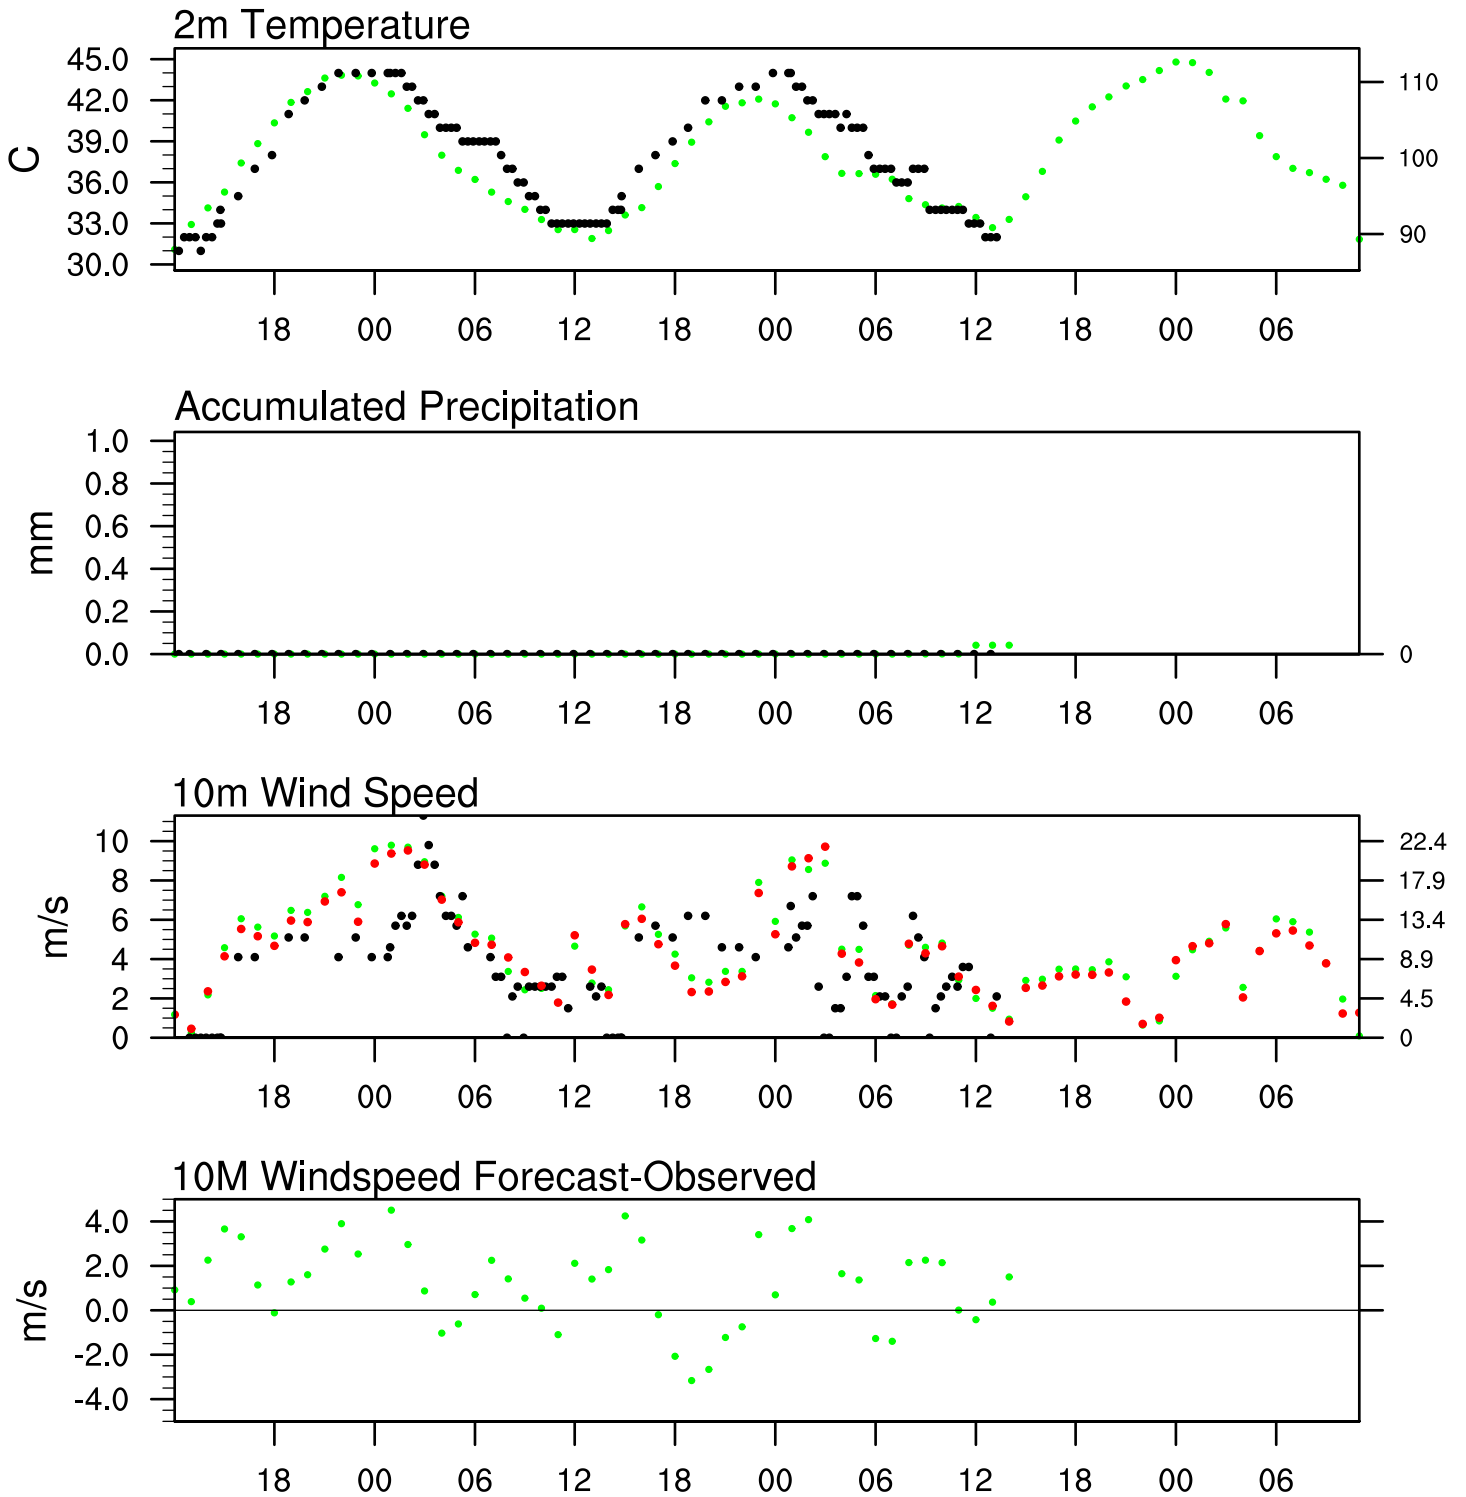 2m Temperature
45.0
42.0
39.0
36.0
33.0
30.0
C
110
100
90
18 00 06 12 18 00 06 12 18 00 06
Accumulated Precipitation
1.0
0.8
0.6
0.4
0.2
0.0
mm
0
18 00 06 12 18 00 06 12 18 00 06
10m Wind Speed
10
8
6
4
2
0
m/s
22.4
17.9
13.4
8.9
4.5
0
18 00 06 12 18 00 06 12 18 00 06
10M Windspeed Forecast-Observed
4.0
2.0
0.0
-2.0
-4.0
m/s
18 00 06 12 18 00 06 12 18 00 06